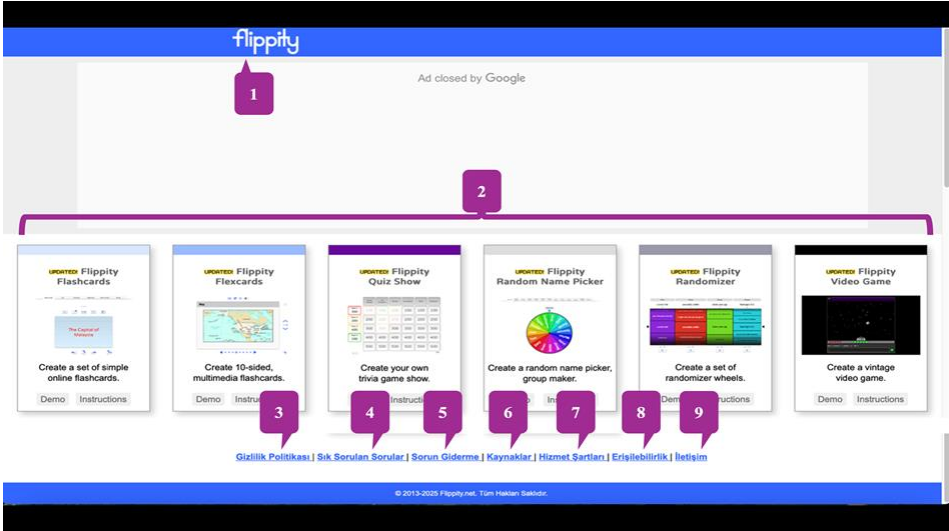 flippity
Ad closed by Google
1
2
UPDATED! Flippity
Flashcards
The Capital of
Malaysia
Create a set of simple
online flashcards.
Demo Instructions
UPDATED! Flippity
Flexcards
Create 10-sided,
multimedia flashcards.
Demo
UPDATED! Flippity
Quiz Show
Create your own
trivia game show.
UPDATED! Flippity
Random Name Picker
Create a random name picker,
group maker.
UPDATED! Flippity
Randomizer
Create a set of
randomizer wheels.
UPDATED! Flippity
Video Game
Create a vintage
video game.
Demo Instructions
3 4 5 6 7 8 9
Gizlilik Politikası | Sık Sorulan Sorular | Sorun Giderme | Kaynaklar | Hizmet Şartları | Erişilebilirlik | İletişim
© 2013-2025 Flippity.net. Tüm Hakları Saklıdır.